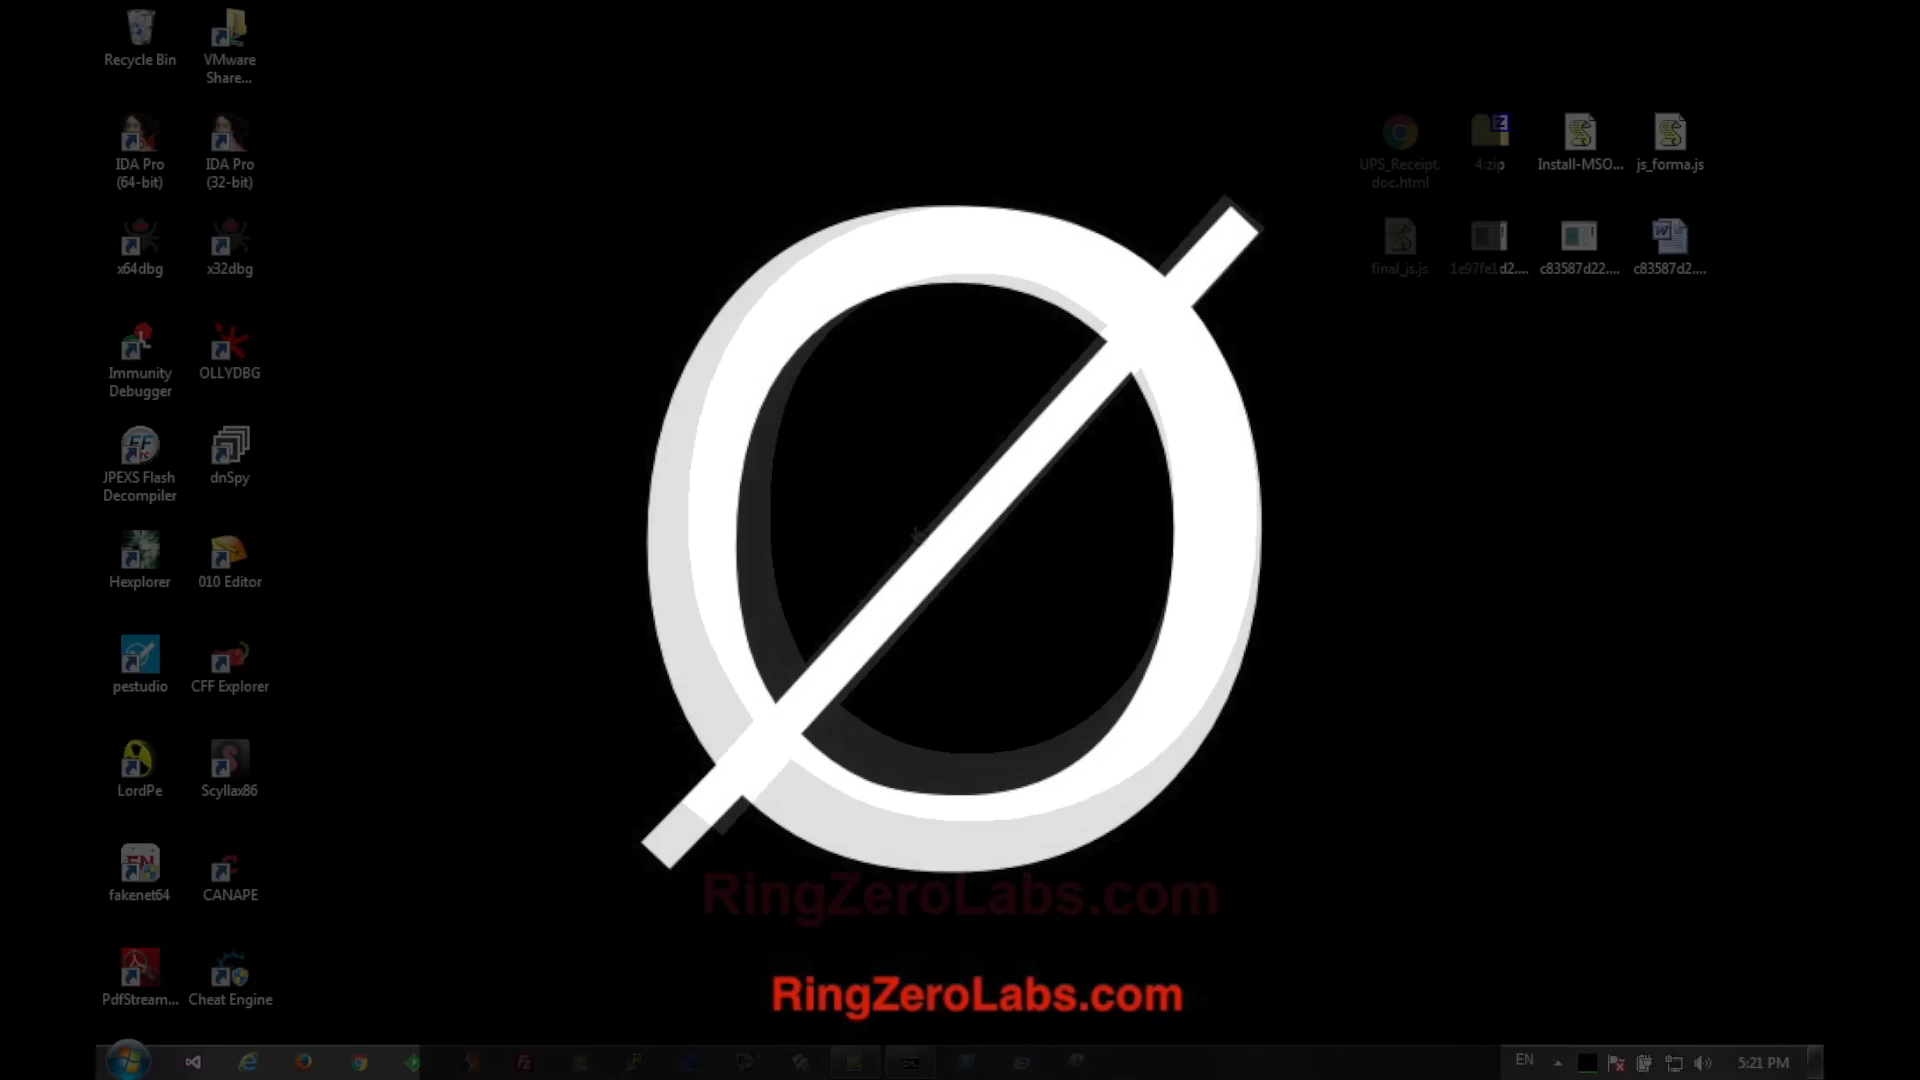 Recycle Bin
VMware
Share...
IDA Pro
(64-bit)
IDA Pro
(32-bit)
x64dbg
x32dbg
Immunity
Debugger
OLLYDBG
JPEXS Flash
Decompiler
dnSpy
Hexplorer
010 Editor
pestudio
CFF Explorer
LordPe
Scyllax86
fakenet64
CANAPE
PdfStream...
Cheat Engine
UPS_Receipt.
doc.html
4.zip
Install-MSO...
js_forma.js
final_js.js
1e97fe1d2....
c83587d22....
c83587d2....
RingZeroLabs.com
RingZeroLabs.com
EN
5:21 PM